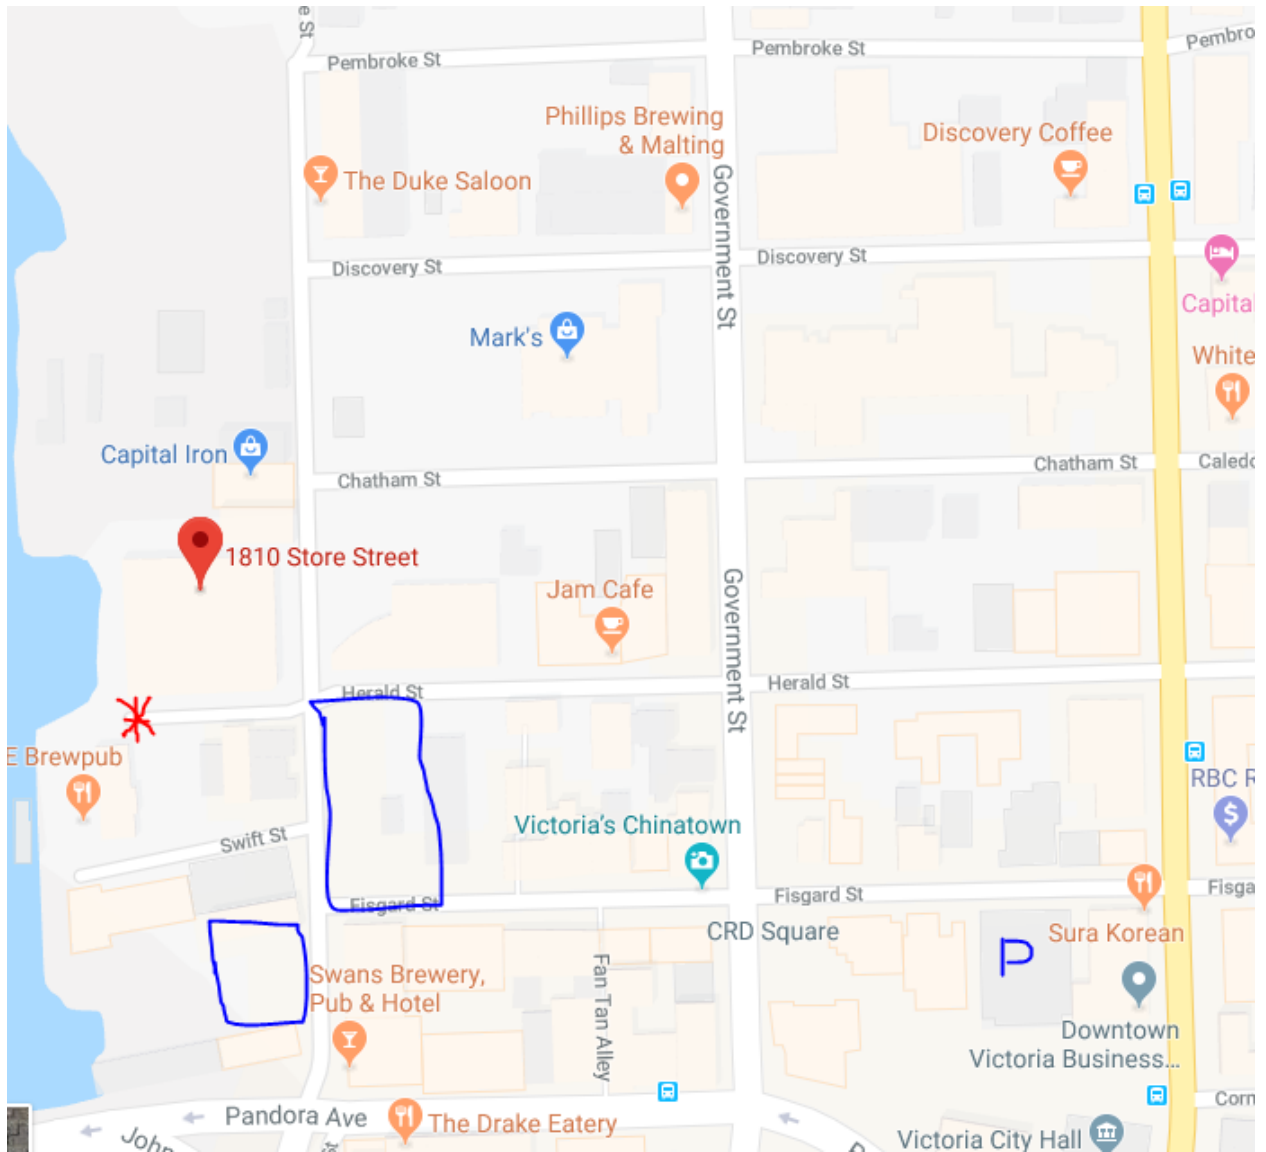 e St
Pembroke St
Pembroke St
Pembro
Phillips Brewing
& Malting
Discovery Coffee
The Duke Saloon
Government St
Discovery St
Discovery St
Capital
Mark's
White
Capital Iron
Chatham St
Chatham St
Caledo
1810 Store Street
Jam Cafe
Government St
Herald St
Herald St
E Brewpub
RBC R
Swift St
Victoria's Chinatown
Fisgard St
Fisgard St
Fisga
CRD Square
Sura Korean
P
Swans Brewery,
Pub & Hotel
Fan Tan Alley
Downtown
Victoria Business...
Pandora Ave
The Drake Eatery
Corn
John
Victoria City Hall